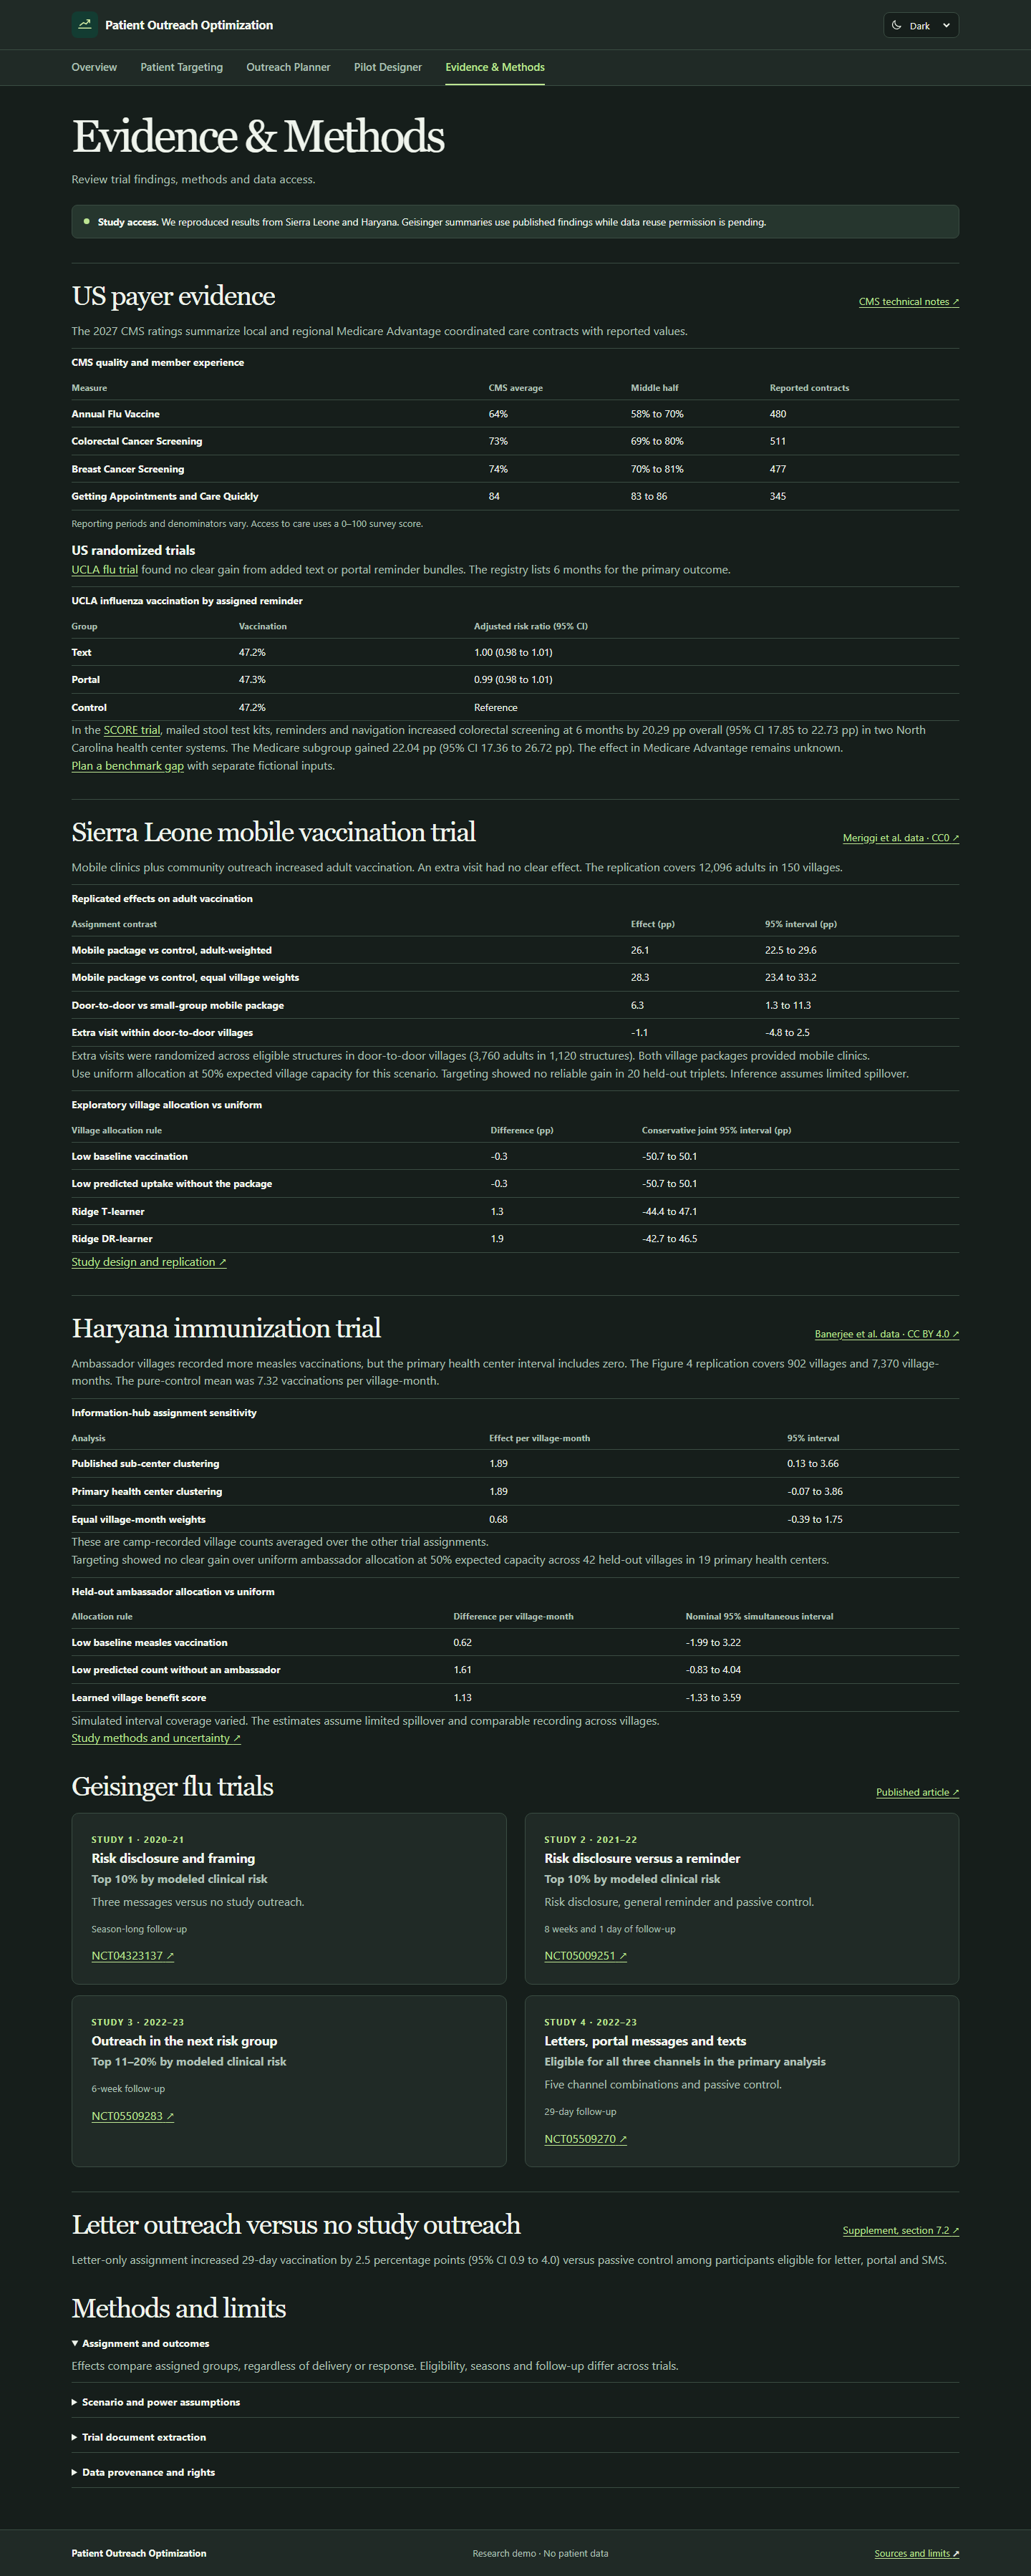 Patient Outreach Optimization
Dark
Overview Patient Targeting Outreach Planner Pilot Designer Evidence & Methods
Evidence & Methods
Review trial findings, methods and data access.
Study access. We reproduced results from Sierra Leone and Haryana. Geisinger summaries use published findings while data reuse permission is pending.
US payer evidence
CMS technical notes ↗
The 2027 CMS ratings summarize local and regional Medicare Advantage coordinated care contracts with reported values.
CMS quality and member experience
Measure CMS average Middle half Reported contracts
Annual Flu Vaccine 64% 58% to 70% 480
Colorectal Cancer Screening 73% 69% to 80% 511
Breast Cancer Screening 74% 70% to 81% 477
Getting Appointments and Care Quickly 84 83 to 86 345
Reporting periods and denominators vary. Access to care uses a 0–100 survey score.
US randomized trials
UCLA flu trial found no clear gain from added text or portal reminder bundles. The registry lists 6 months for the primary outcome.
UCLA influenza vaccination by assigned reminder
Group Vaccination Adjusted risk ratio (95% CI)
Text 47.2% 1.00 (0.98 to 1.01)
Portal 47.3% 0.99 (0.98 to 1.01)
Control 47.2% Reference
In the SCORE trial, mailed stool test kits, reminders and navigation increased colorectal screening at 6 months by 20.29 pp overall (95% CI 17.85 to 22.73 pp) in two North
Carolina health center systems. The Medicare subgroup gained 22.04 pp (95% CI 17.36 to 26.72 pp). The effect in Medicare Advantage remains unknown.
Plan a benchmark gap with separate fictional inputs.
Sierra Leone mobile vaccination trial
Meriggi et al. data · CC0 ↗
Mobile clinics plus community outreach increased adult vaccination. An extra visit had no clear effect. The replication covers 12,096 adults in 150 villages.
Replicated effects on adult vaccination
Assignment contrast Effect (pp) 95% interval (pp)
Mobile package vs control, adult-weighted 26.1 22.5 to 29.6
Mobile package vs control, equal village weights 28.3 23.4 to 33.2
Door-to-door vs small-group mobile package 6.3 1.3 to 11.3
Extra visit within door-to-door villages -1.1 -4.8 to 2.5
Extra visits were randomized across eligible structures in door-to-door villages (3,760 adults in 1,120 structures). Both village packages provided mobile clinics.
Use uniform allocation at 50% expected village capacity for this scenario. Targeting showed no reliable gain in 20 held-out triplets. Inference assumes limited spillover.
Exploratory village allocation vs uniform
Village allocation rule Difference (pp) Conservative joint 95% interval (pp)
Low baseline vaccination -0.3 -50.7 to 50.1
Low predicted uptake without the package -0.3 -50.7 to 50.1
Ridge T-learner 1.3 -44.4 to 47.1
Ridge DR-learner 1.9 -42.7 to 46.5
Study design and replication ↗
Haryana immunization trial
Banerjee et al. data · CC BY 4.0 ↗
Ambassador villages recorded more measles vaccinations, but the primary health center interval includes zero. The Figure 4 replication covers 902 villages and 7,370 village-
months. The pure-control mean was 7.32 vaccinations per village-month.
Information-hub assignment sensitivity
Analysis Effect per village-month 95% interval
Published sub-center clustering 1.89 0.13 to 3.66
Primary health center clustering 1.89 -0.07 to 3.86
Equal village-month weights 0.68 -0.39 to 1.75
These are camp-recorded village counts averaged over the other trial assignments.
Targeting showed no clear gain over uniform ambassador allocation at 50% expected capacity across 42 held-out villages in 19 primary health centers.
Held-out ambassador allocation vs uniform
Allocation rule Difference per village-month Nominal 95% simultaneous interval
Low baseline measles vaccination 0.62 -1.99 to 3.22
Low predicted count without an ambassador 1.61 -0.83 to 4.04
Learned village benefit score 1.13 -1.33 to 3.59
Simulated interval coverage varied. The estimates assume limited spillover and comparable recording across villages.
Study methods and uncertainty ↗
Geisinger flu trials
Published article ↗
STUDY 1 · 2020–21
Risk disclosure and framing
Top 10% by modeled clinical risk
Three messages versus no study outreach.
Season-long follow-up
NCT04323137 ↗
STUDY 2 · 2021–22
Risk disclosure versus a reminder
Top 10% by modeled clinical risk
Risk disclosure, general reminder and passive control.
8 weeks and 1 day of follow-up
NCT05009251 ↗
STUDY 3 · 2022–23
Outreach in the next risk group
Top 11–20% by modeled clinical risk
6-week follow-up
NCT05509283 ↗
STUDY 4 · 2022–23
Letters, portal messages and texts
Eligible for all three channels in the primary analysis
Five channel combinations and passive control.
29-day follow-up
NCT05509270 ↗
Letter outreach versus no study outreach
Supplement, section 7.2 ↗
Letter-only assignment increased 29-day vaccination by 2.5 percentage points (95% CI 0.9 to 4.0) versus passive control among participants eligible for letter, portal and SMS.
Methods and limits
▼ Assignment and outcomes
Effects compare assigned groups, regardless of delivery or response. Eligibility, seasons and follow-up differ across trials.
▶ Scenario and power assumptions
▶ Trial document extraction
▶ Data provenance and rights
Patient Outreach Optimization Research demo · No patient data Sources and limits ↗